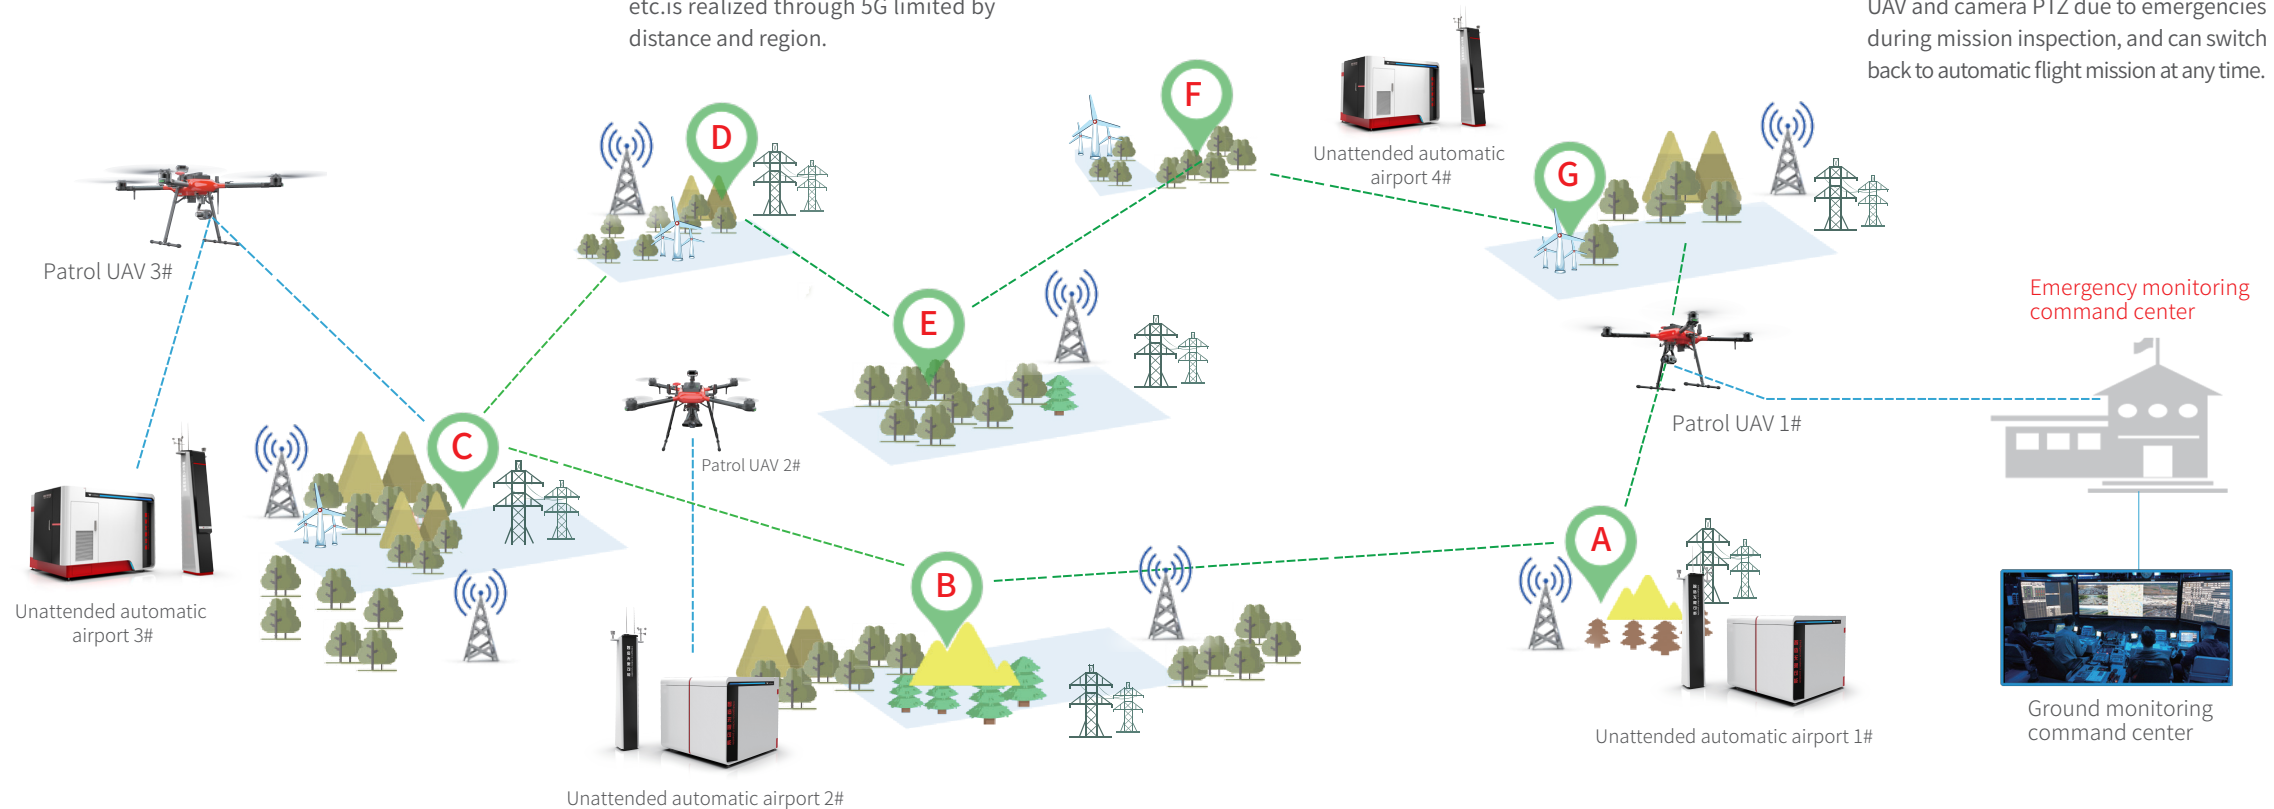 etc.is realized through 5G limited by
distance and region.
UAV and camera PTZ due to emergencies
during mission inspection, and can switch
back to automatic flight mission at any time.
D
F
Unattended automatic
airport 4#
G
Patrol UAV 3#
E
Emergency monitoring
command center
Patrol UAV 1#
C
Patrol UAV 2#
A
B
Unattended automatic
airport 3#
Ground monitoring
command center
Unattended automatic airport 1#
Unattended automatic airport 2#